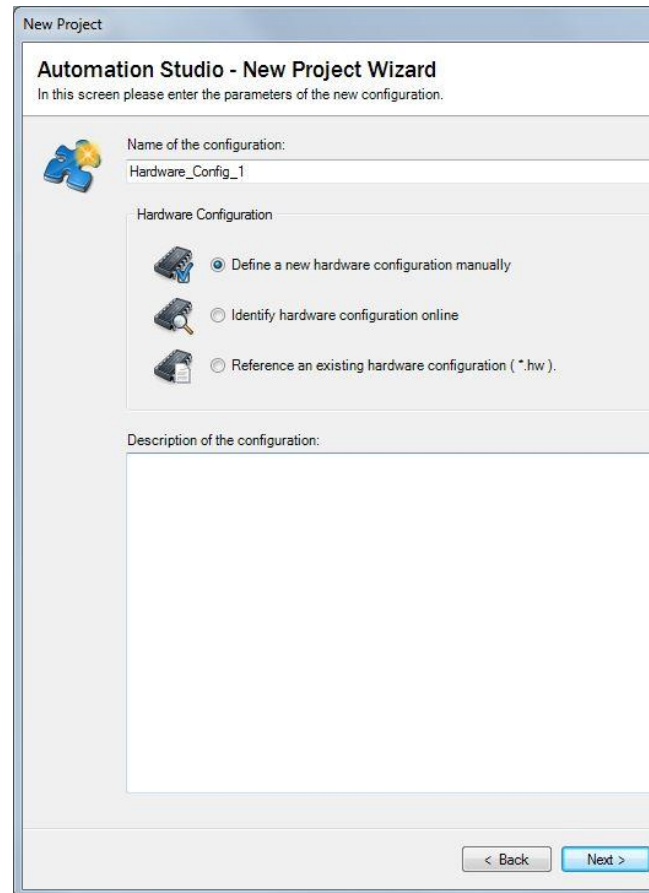 New Project
Automation Studio - New Project Wizard
In this screen please enter the parameters of the new configuration.
Name of the configuration:
Hardware_Config_1
Hardware Configuration
Define a new hardware configuration manually
Identify hardware configuration online
Reference an existing hardware configuration ( *.hw ).
Description of the configuration:
< Back Next >